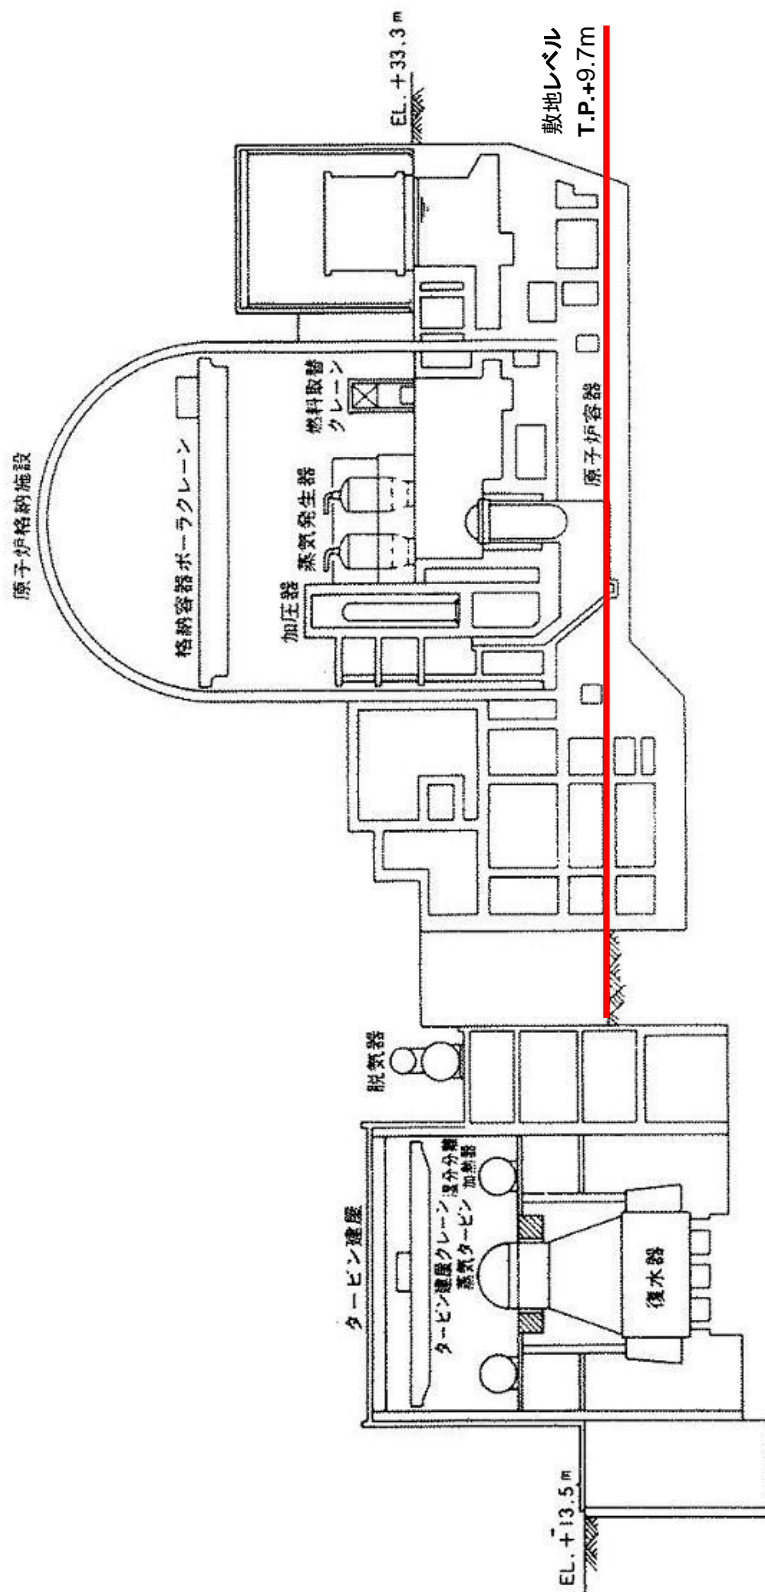 原子炉格納施設
格納容器ポーラクレーン
燃料取替
クレーン
蒸気発生器
加圧器
原子炉容器
EL. +33.3m
敷地レベル
T.P.+9.7m
脱気器
タービン建屋
タービン建屋クレーン
湿分分離
加熱器
蒸気タービン
復水器
EL. +13.5m